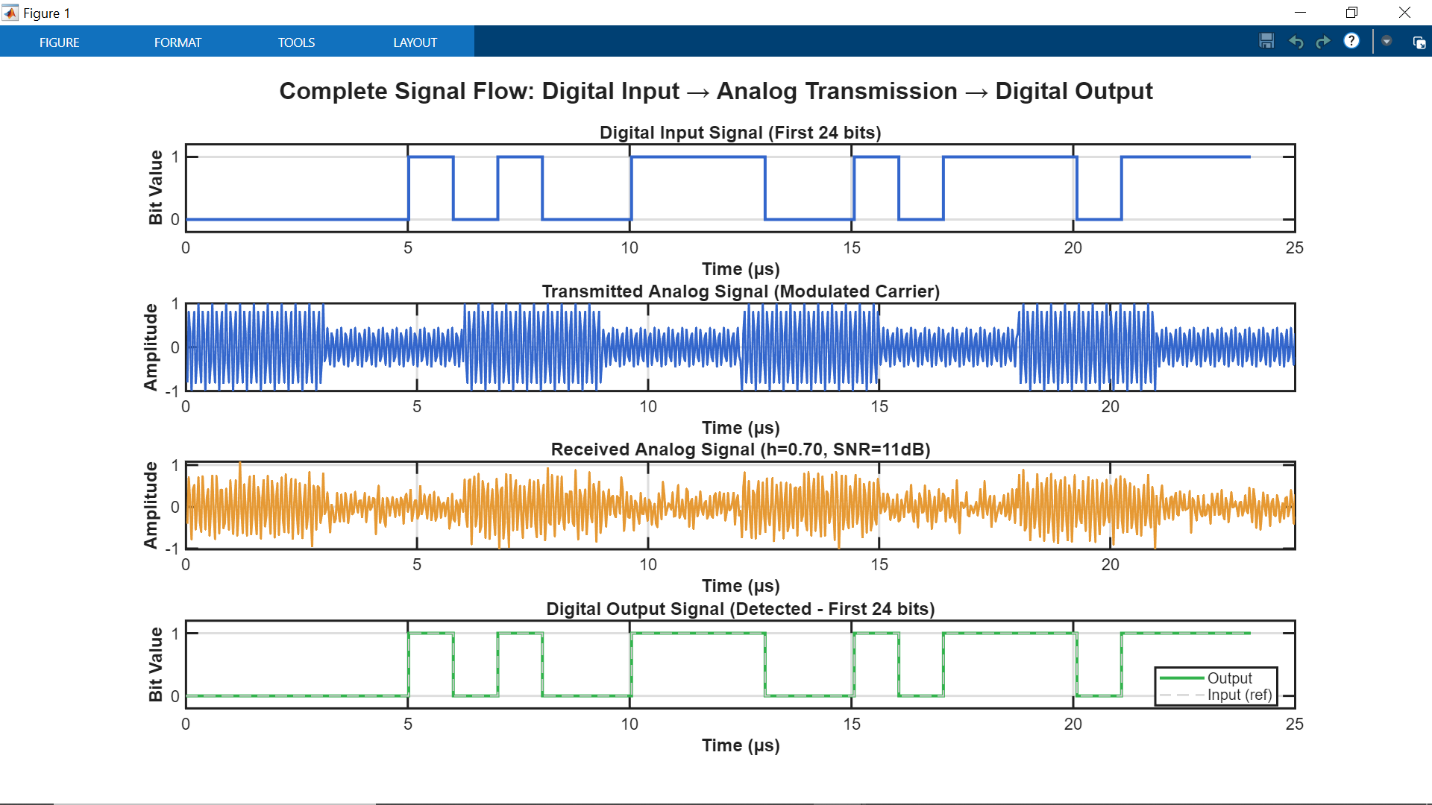 Figure 1
FIGURE FORMAT TOOLS LAYOUT
?
Complete Signal Flow: Digital Input → Analog Transmission → Digital Output
Digital Input Signal (First 24 bits)
Bit Value
1
0
0 5 10 15 20 25
Time (μs)
Transmitted Analog Signal (Modulated Carrier)
Amplitude
1
0
-1
0 5 10 15 20
Time (μs)
Received Analog Signal (h=0.70, SNR=11dB)
Amplitude
1
0
-1
0 5 10 15 20
Time (μs)
Digital Output Signal (Detected - First 24 bits)
Bit Value
1
0
Output
Input (ref)
0 5 10 15 20 25
Time (μs)